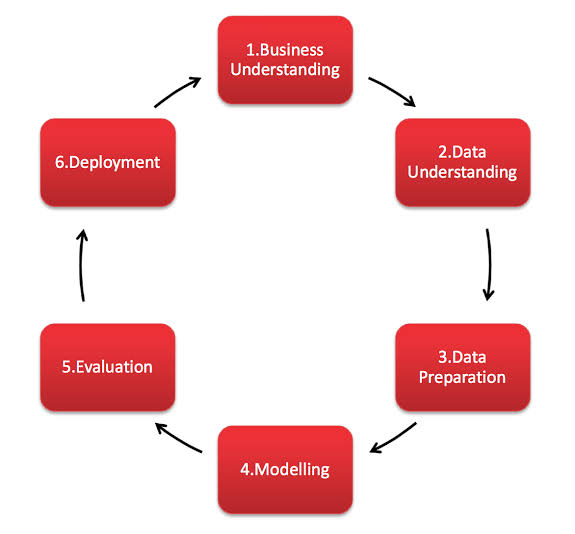 1.Business
Understanding
2.Data
Understanding
3.Data
Preparation
4.Modelling
5.Evaluation
6.Deployment